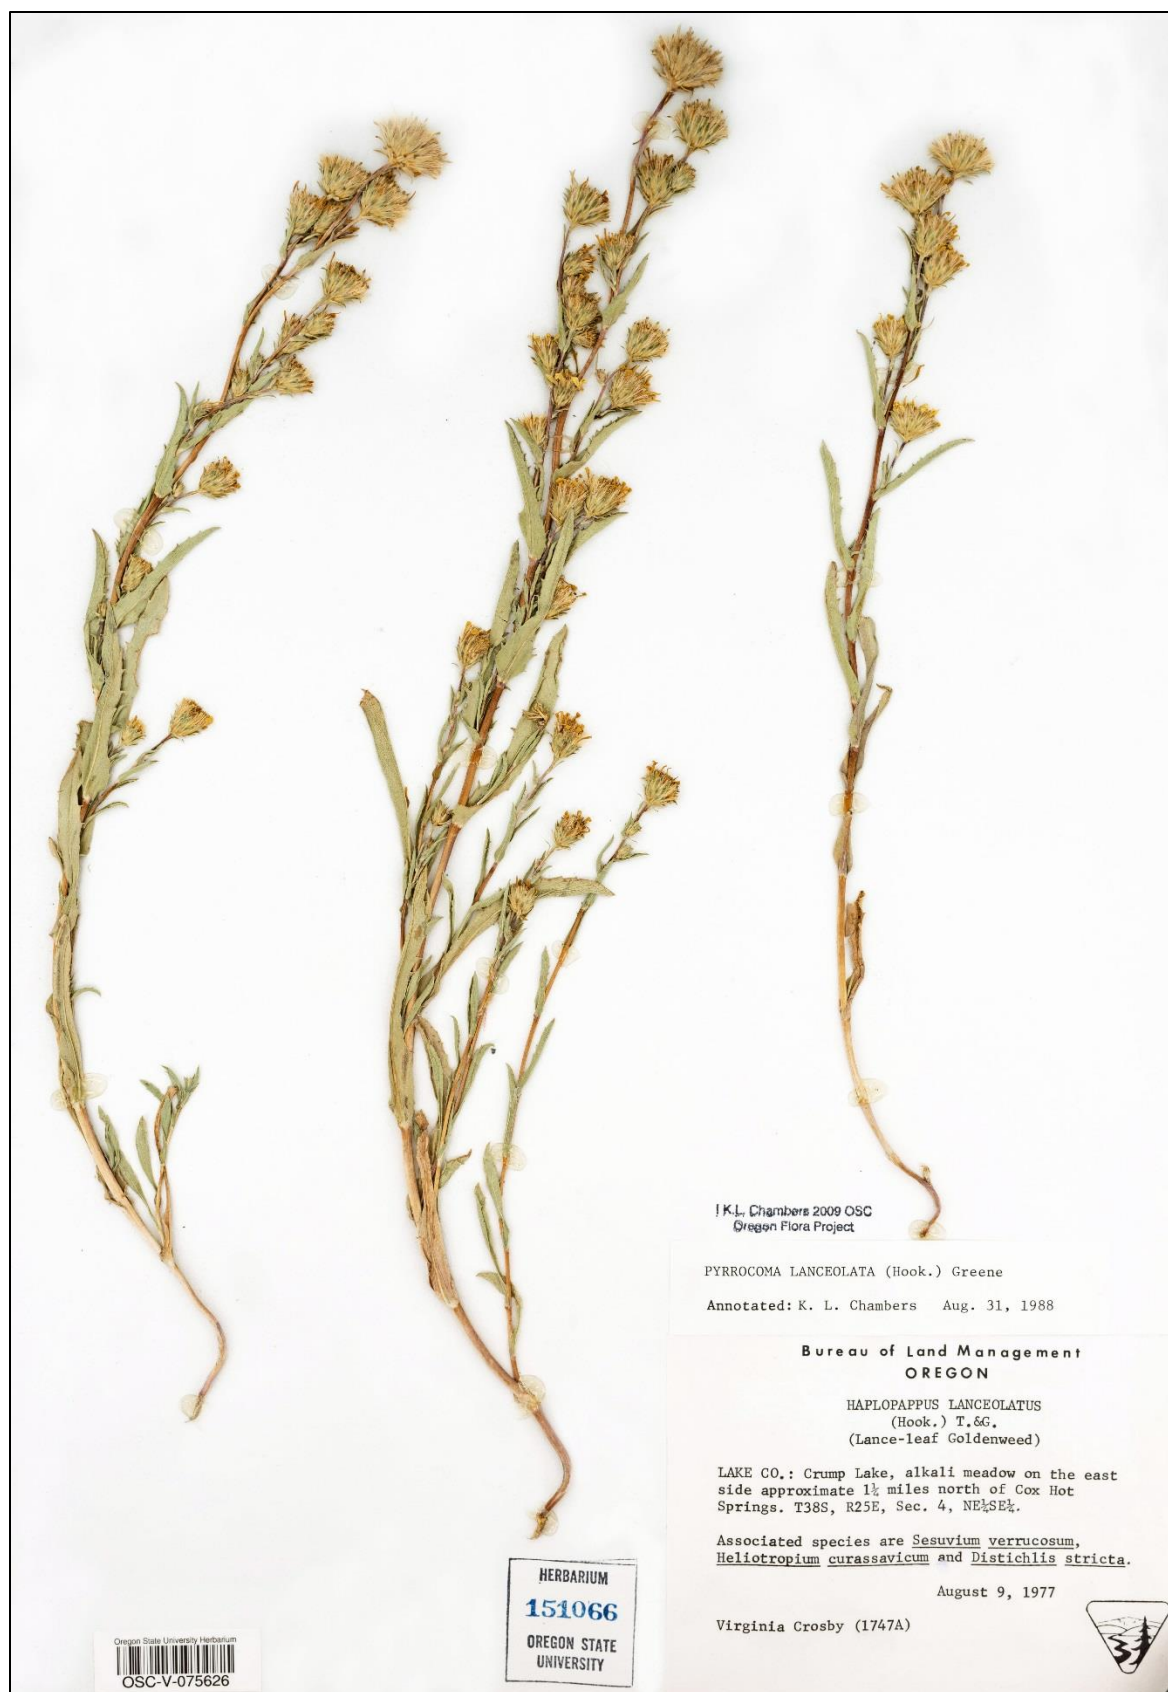 ! K.L. Chambers 2009 OSC
Oregon Flora Project
PYRROCOMA LANCEOLATA (Hook.) Greene
Annotated: K. L. Chambers Aug. 31, 1988
Bureau of Land Management
OREGON
HAPLOPAPPUS LANCEOLATUS
(Hook.) T.&G.
(Lance-leaf Goldenweed)
LAKE CO.: Crump Lake, alkali meadow on the east
side approximate 1¼ miles north of Cox Hot
Springs. T38S, R25E, Sec. 4, NE¼SE¼.
Associated species are Sesuvium verrucosum,
Heliotropium curassavicum and Distichlis stricta.
August 9, 1977
Virginia Crosby (1747A)
HERBARIUM
151066
OREGON STATE
UNIVERSITY
Oregon State University Herbarium
OSC-V-075626